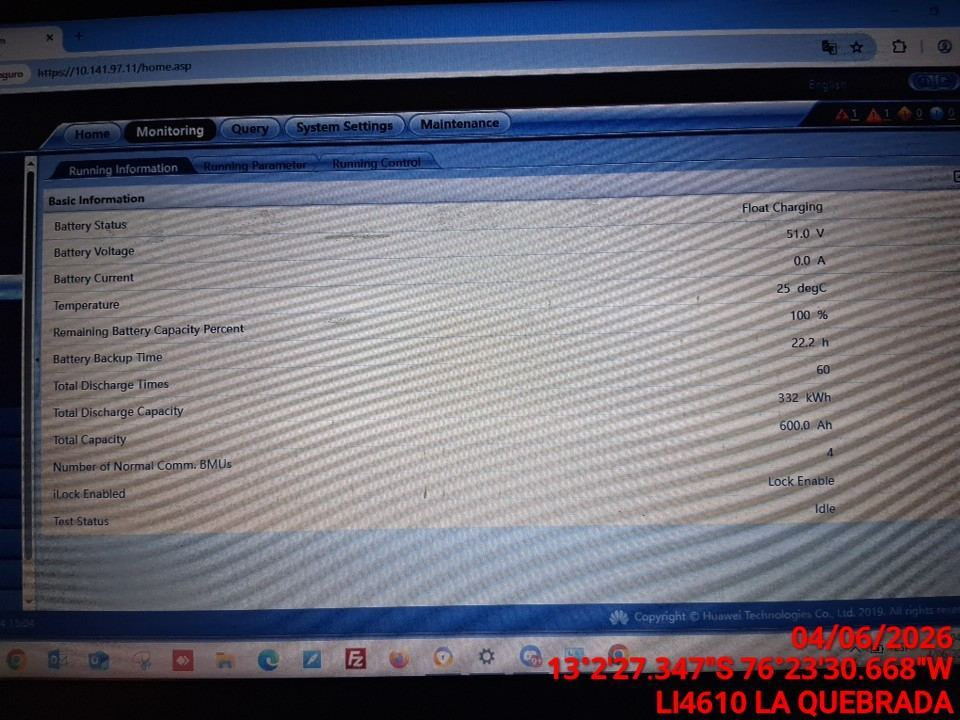 https://10.141.97.11/home.asp
English
Home Monitoring Query System Settings Maintenance
1 1 0
Running Information Running Parameter Running Control
Basic Information
Battery Status Float Charging
Battery Voltage 51.0 V
Battery Current 0.0 A
Temperature 25 degC
Remaining Battery Capacity Percent 100 %
Battery Backup Time 22.2 h
Total Discharge Times 60
Total Discharge Capacity 332 kWh
Total Capacity 600.0 Ah
Number of Normal Comm. BMUs 4
iLock Enabled Lock Enable
Test Status Idle
Copyright © Huawei Technologies Co., Ltd. 2019. All rights
15:04
04/06/2026
13°2'27.347"S 76°23'30.668"W
LI4610 LA QUEBRADA